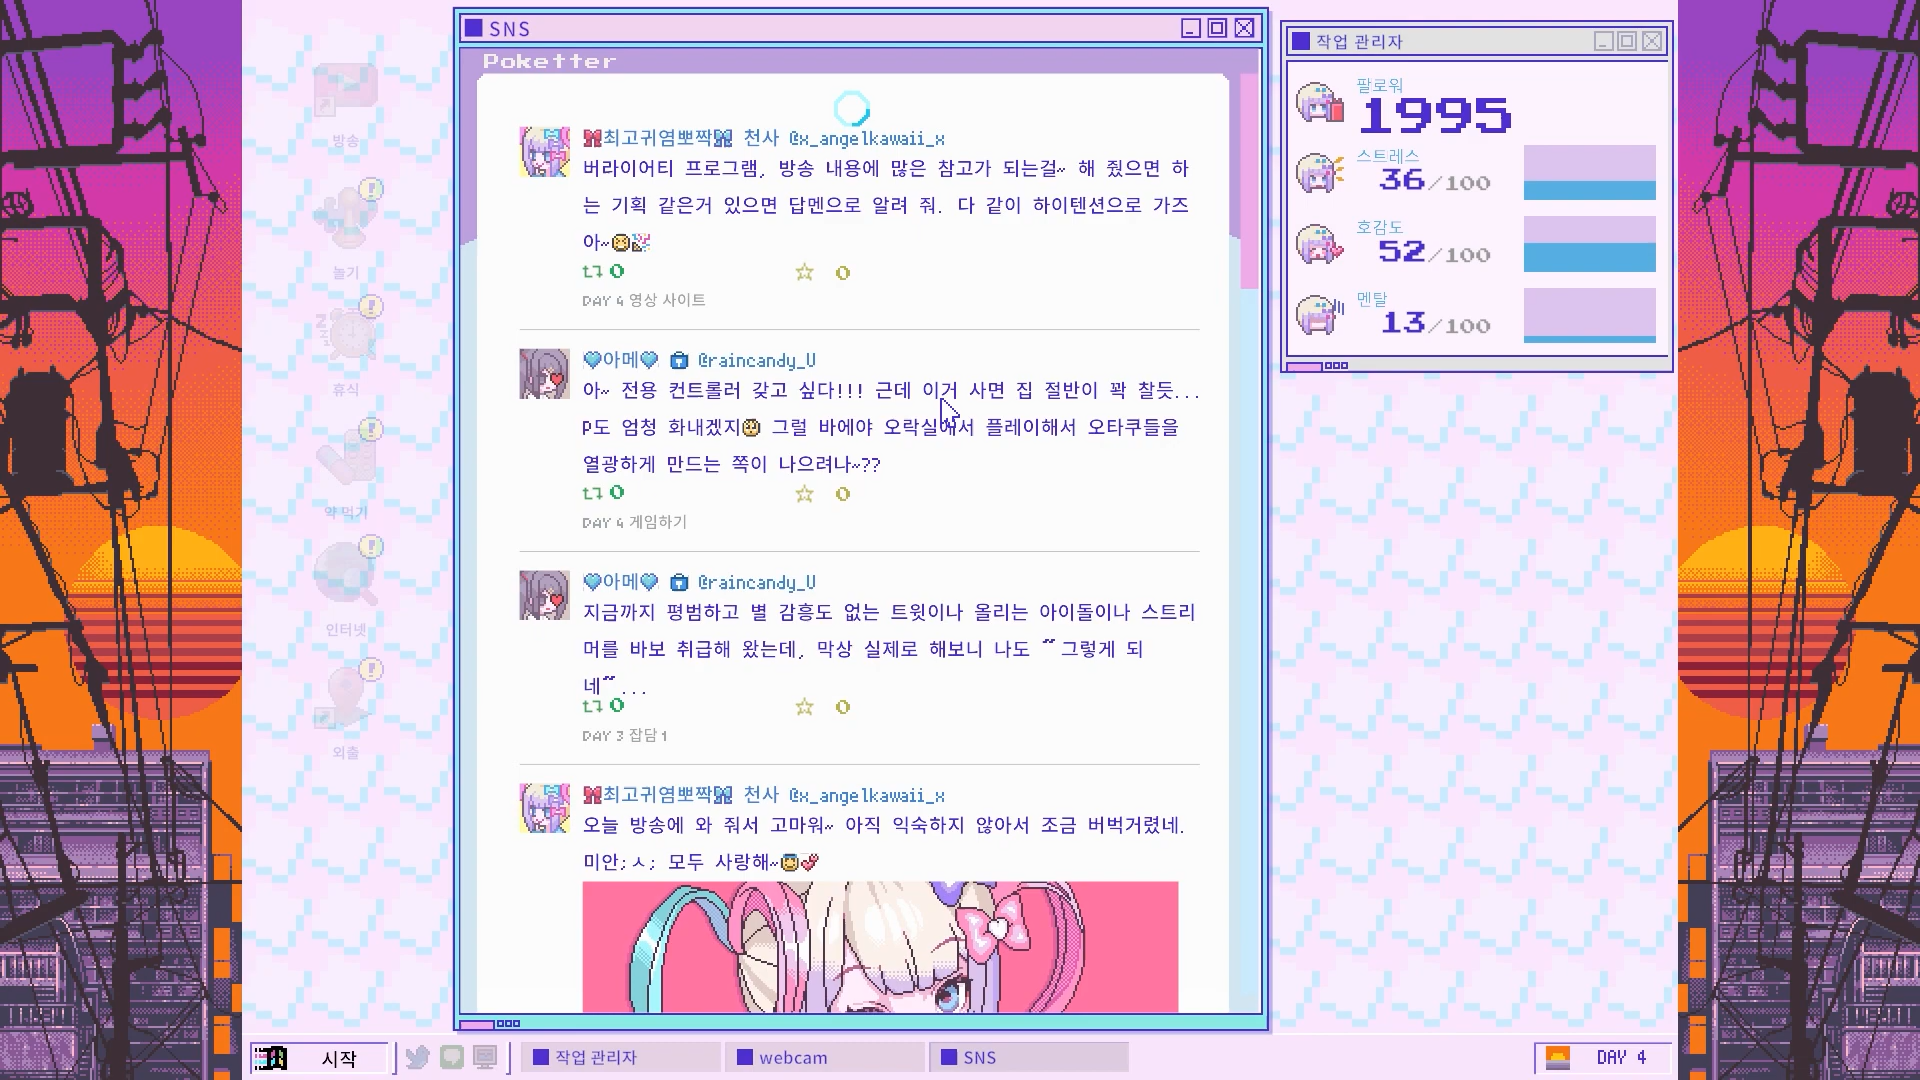 SNS
Poketter
🎀최고귀염뽀짝🎀 천사 @x_angelkawaii_x
버라이어티 프로그램, 방송 내용에 많은 참고가 되는걸~ 해 줬으면 하
는 기획 같은거 있으면 답멘으로 알려 줘. 다 같이 하이텐션으로 가즈
아~
0 0
DAY 4 영상 사이트
💙아메💙 @raincandy_U
아~ 전용 컨트롤러 갖고 싶다!!! 근데 이거 사면 집 절반이 꽉 찰듯...
P도 엄청 화내겠지 그럴 바에야 오락실에서 플레이해서 오타쿠들을
열광하게 만드는 쪽이 나으려나~??
0 0
DAY 4 게임하기
💙아메💙 @raincandy_U
지금까지 평범하고 별 감흥도 없는 트윗이나 올리는 아이돌이나 스트리
머를 바보 취급해 왔는데, 막상 실제로 해보니 나도 ˝그렇게 되
네˝...
0 0
DAY 3 잡담 1
🎀최고귀염뽀짝🎀 천사 @x_angelkawaii_x
오늘 방송에 와 줘서 고마워~ 아직 익숙하지 않아서 조금 버벅거렸네.
미안;ㅅ; 모두 사랑해~
작업 관리자
팔로워
1995
스트레스
36/100
호감도
52/100
멘탈
13/100
방송
놀기
휴식
약 먹기
인터넷
외출
시작
작업 관리자
webcam
SNS
DAY 4